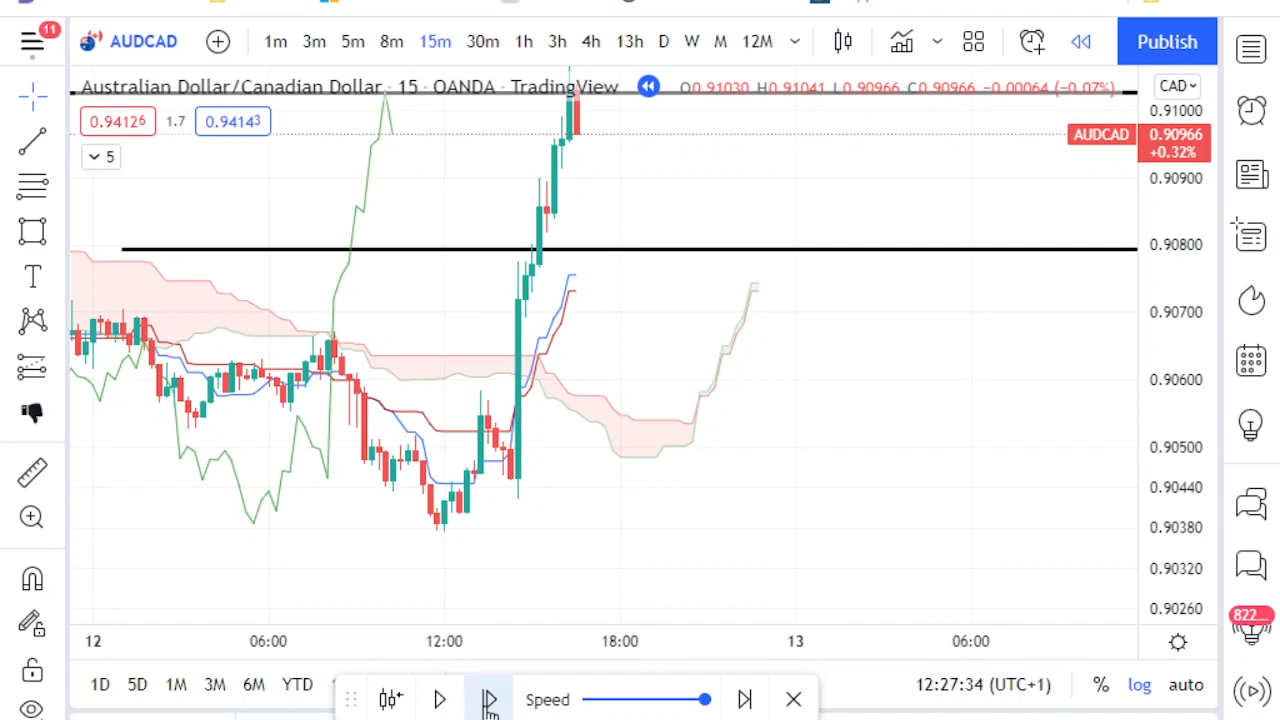 11
AUDCAD 1m 3m 5m 8m 15m 30m 1h 3h 4h 13h D W M 12M Publish
Australian Dollar/Canadian Dollar · 15 · OANDA · TradingView O0.91030 H0.91041 L0.90966 C0.90966 −0.00064 (−0.07%) CAD
0.91000
0.94126 1.7 0.94143
AUDCAD 0.90966
+0.32%
5
0.90900
0.90800
0.90700
0.90600
0.90500
0.90440
0.90380
0.90320
0.90260
822...
12 06:00 12:00 18:00 13 06:00
1D 5D 1M 3M 6M YTD 12:27:34 (UTC+1) % log auto
Speed